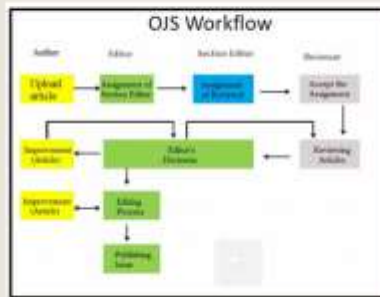 OJS Workflow
Author
Editor
Section Editor
Reviewer
Upload
article
Assignment of
Section Editor
Assignment
of Reviewer
Accept the
Assignment
Improvement
(Article)
Editor's
Decisions
Reviewing
Articles
Improvement
(Article)
Editing
Process
Publishing
Issue